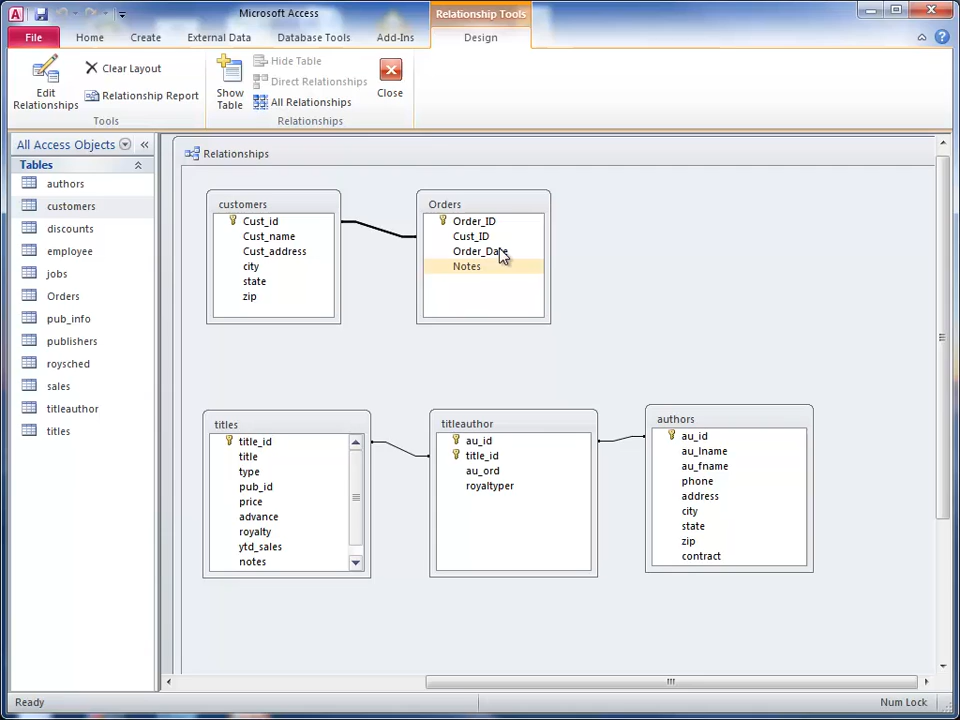 Microsoft Access
Relationship Tools
File
Home
Create
External Data
Database Tools
Add-Ins
Design
Edit
Relationships
Clear Layout
Relationship Report
Tools
Show
Table
Hide Table
Direct Relationships
All Relationships
Relationships
Close
All Access Objects
Tables
authors
customers
discounts
employee
jobs
Orders
pub_info
publishers
roysched
sales
titleauthor
titles
Relationships
customers
Cust_id
Cust_name
Cust_address
city
state
zip
Orders
Order_ID
Cust_ID
Order_Date
Notes
titles
title_id
title
type
pub_id
price
advance
royalty
ytd_sales
notes
titleauthor
au_id
title_id
au_ord
royaltyper
authors
au_id
au_lname
au_fname
phone
address
city
state
zip
contract
Ready
Num Lock